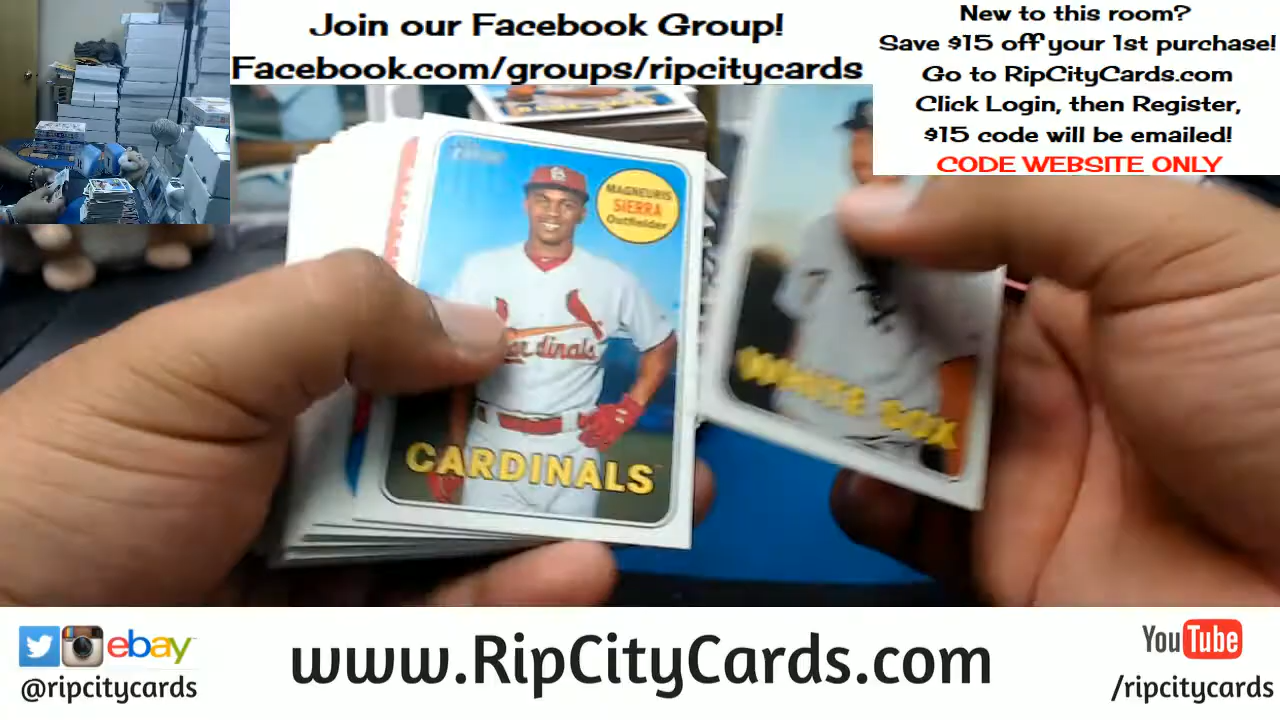 Join our Facebook Group!
Facebook.com/groups/ripcitycards
New to this room?
Save $15 off your 1st purchase!
Go to RipCityCards.com
Click Login, then Register,
$15 code will be emailed!
CODE WEBSITE ONLY
MAGNEURIS
SIERRA
Outfielder
Cardinals
CARDINALS
WHITE SOX
ebay
@ripcitycards
www.RipCityCards.com
YouTube
/ripcitycards